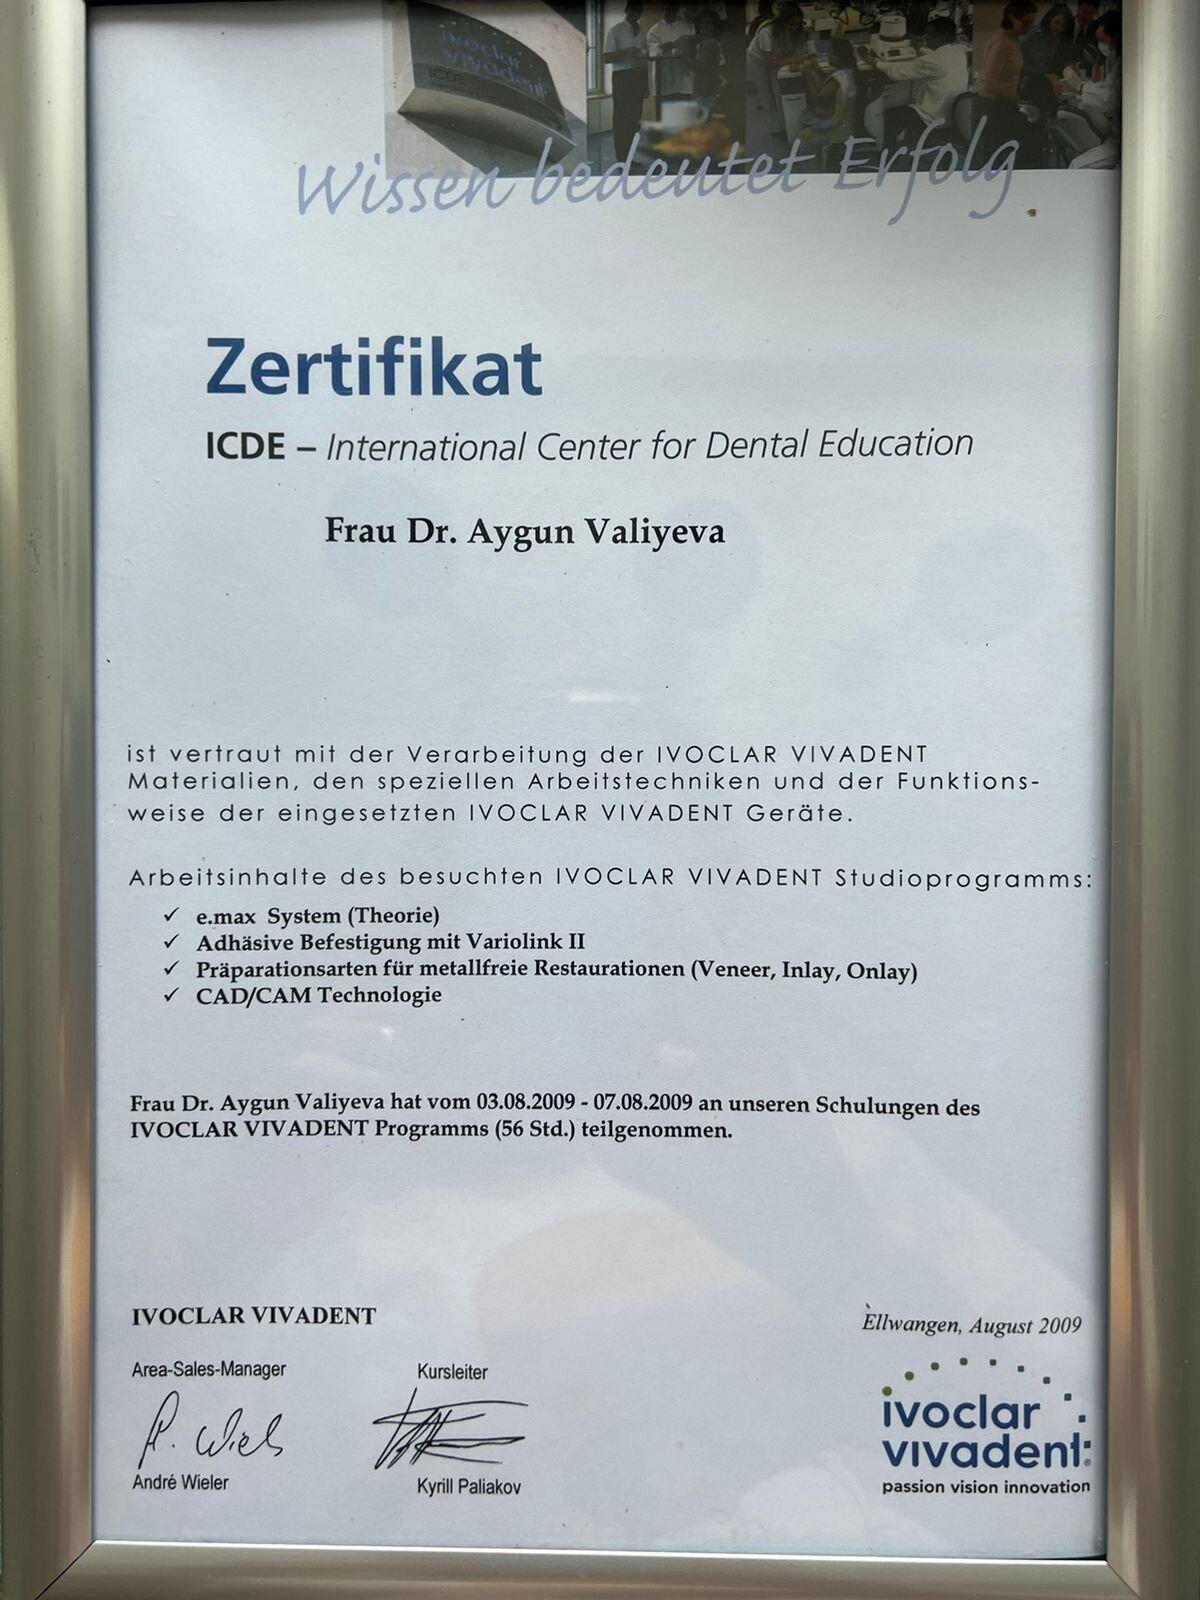 ivoclar
vivadent
ICDE
Wissen bedeutet Erfolg
Zertifikat
ICDE – International Center for Dental Education
Frau Dr. Aygun Valiyeva
ist vertraut mit der Verarbeitung der IVOCLAR VIVADENT
Materialien, den speziellen Arbeitstechniken und der Funktions-
weise der eingesetzten IVOCLAR VIVADENT Geräte.
Arbeitsinhalte des besuchten IVOCLAR VIVADENT Studioprogramms:
✓ e.max System (Theorie)
✓ Adhäsive Befestigung mit Variolink II
✓ Präparationsarten für metallfreie Restaurationen (Veneer, Inlay, Onlay)
✓ CAD/CAM Technologie
Frau Dr. Aygun Valiyeva hat vom 03.08.2009 - 07.08.2009 an unseren Schulungen des
IVOCLAR VIVADENT Programms (56 Std.) teilgenommen.
IVOCLAR VIVADENT
Ellwangen, August 2009
Area-Sales-Manager Kursleiter
André Wieler Kyrill Paliakov
ivoclar
vivadent:
passion vision innovation